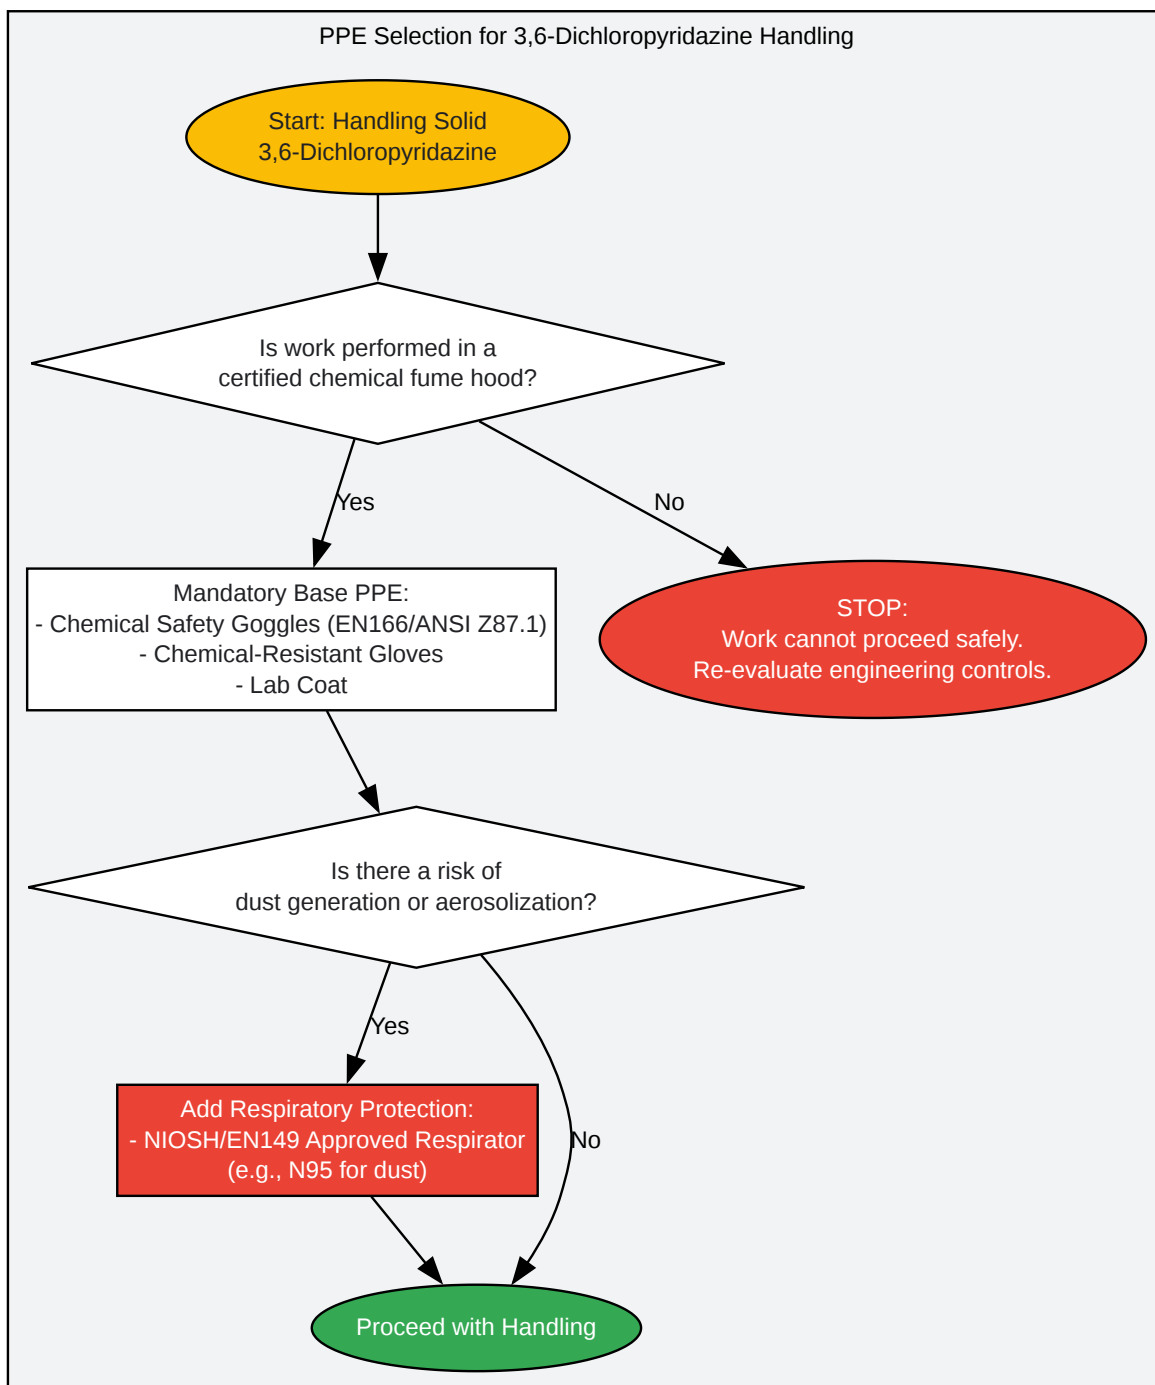 PPE Selection for 3,6-Dichloropyridazine Handling
Start: Handling Solid
3,6-Dichloropyridazine
Is work performed in a
certified chemical fume hood?
Yes
No
Mandatory Base PPE:
- Chemical Safety Goggles (EN166/ANSI Z87.1)
- Chemical-Resistant Gloves
- Lab Coat
STOP:
Work cannot proceed safely.
Re-evaluate engineering controls.
Is there a risk of
dust generation or aerosolization?
Yes
Add Respiratory Protection:
- NIOSH/EN149 Approved Respirator
(e.g., N95 for dust)
No
Proceed with Handling